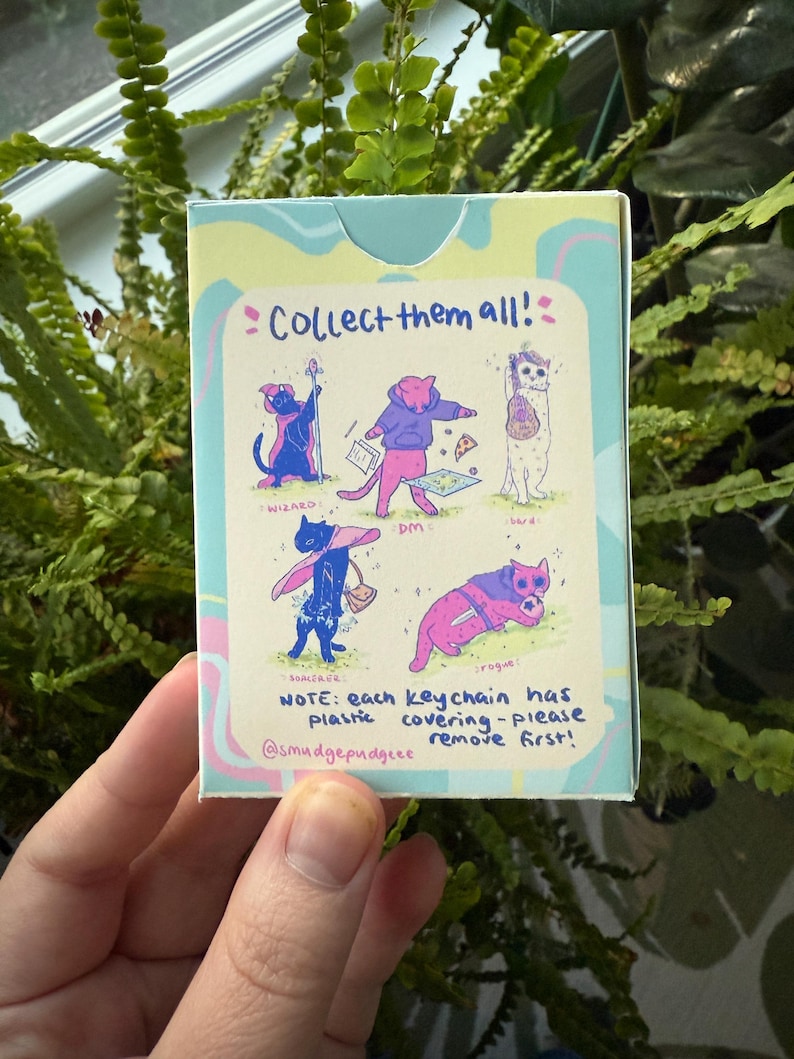 Collect them all!
WIZARD
DM
bard
SORCERER
rogue
NOTE: each keychain has
plastic covering - please
remove first!
@smudgepudgeee